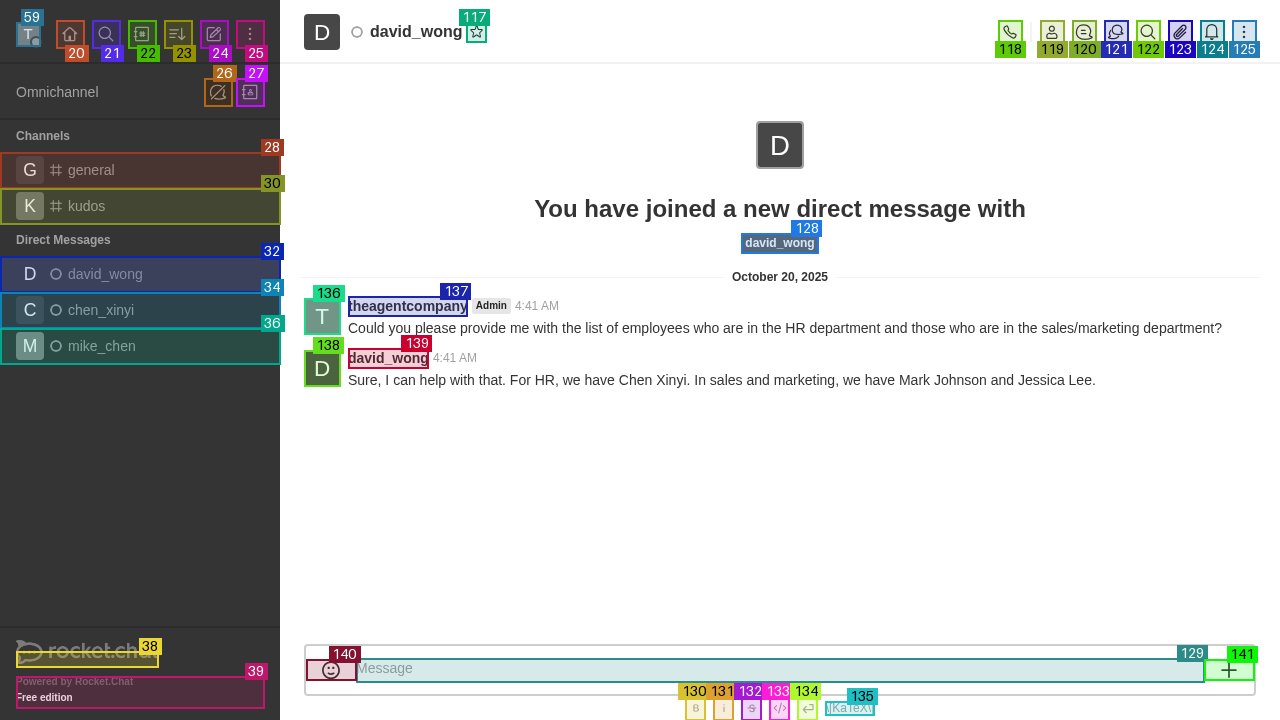 59
T
20
21
22
23
24
25
D
david_wong
117
118
119
120
121
122
123
124
125
Omnichannel
26
27
Channels
28
G
general
30
K
kudos
Direct Messages
32
D
david_wong
34
C
chen_xinyi
36
M
mike_chen
38
rocket.cha
39
Powered by Rocket.Chat
Free edition
D
You have joined a new direct message with
128
david_wong
October 20, 2025
136
T
137
theagentcompany Admin 4:41 AM
Could you please provide me with the list of employees who are in the HR department and those who are in the sales/marketing department?
138
D
139
david_wong 4:41 AM
Sure, I can help with that. For HR, we have Chen Xinyi. In sales and marketing, we have Mark Johnson and Jessica Lee.
140
Message
129
141
130
131
132
133
134
135
B
i
S
</>
\[KaTeX\]